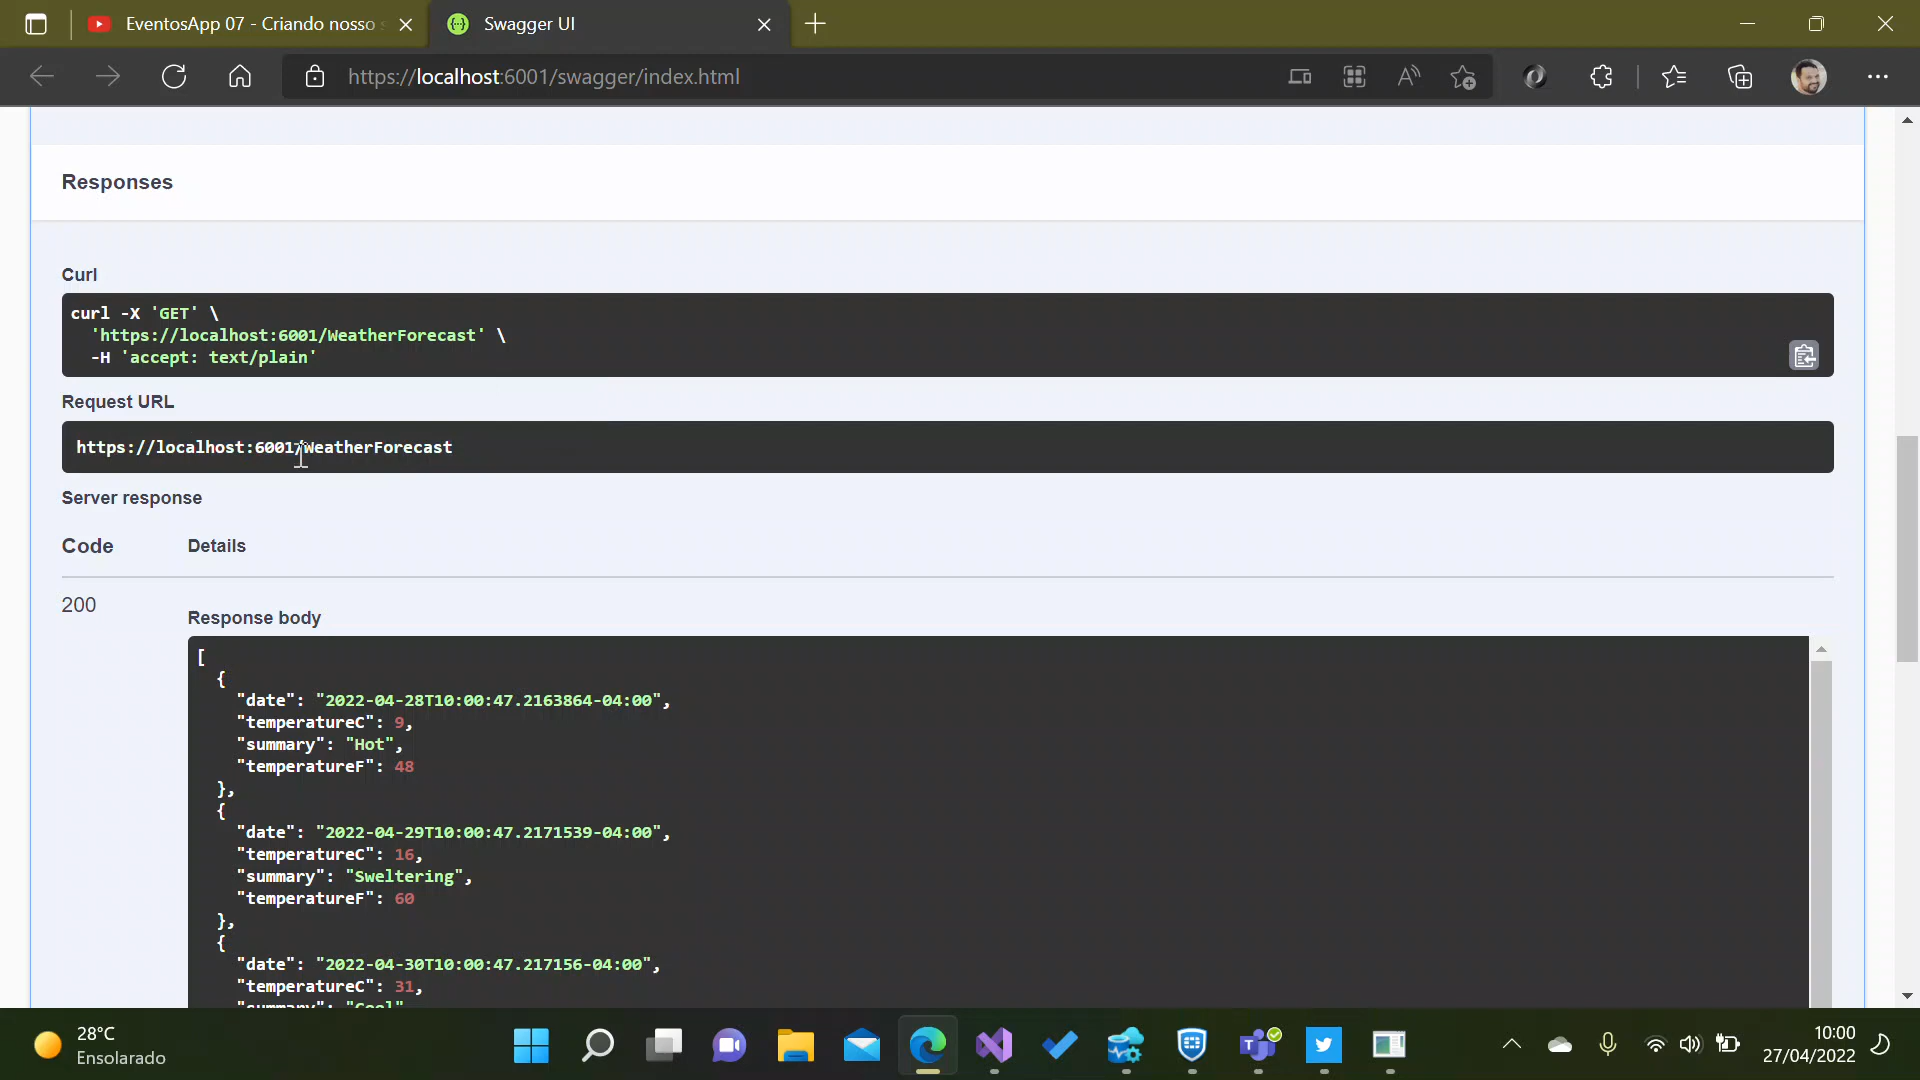 EventosApp 07 - Criando nosso
Swagger UI
https://localhost:6001/swagger/index.html
Responses
Curl
curl -X 'GET' \
'https://localhost:6001/WeatherForecast' \
-H 'accept: text/plain'
Request URL
https://localhost:6001/WeatherForecast
Server response
Code Details
200
Response body
[
{
"date": "2022-04-28T10:00:47.2163864-04:00",
"temperatureC": 9,
"summary": "Hot",
"temperatureF": 48
},
{
"date": "2022-04-29T10:00:47.2171539-04:00",
"temperatureC": 16,
"summary": "Sweltering",
"temperatureF": 60
},
{
"date": "2022-04-30T10:00:47.217156-04:00",
"temperatureC": 31,
"summary": "Cool"
28°C
Ensolarado
10:00
27/04/2022